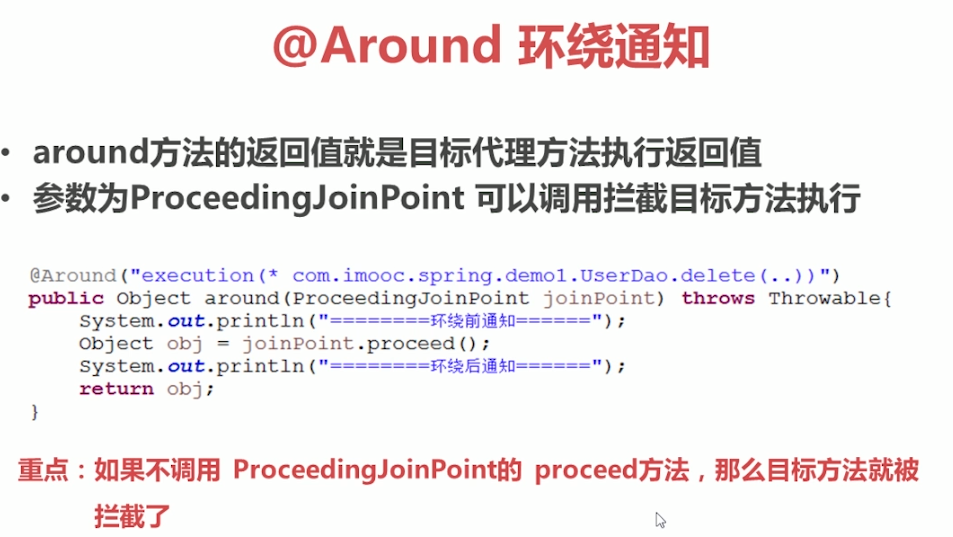 @Around 环绕通知
• around方法的返回值就是目标代理方法执行返回值
• 参数为ProceedingJoinPoint 可以调用拦截目标方法执行
@Around("execution(* com.imooc.spring.demo1.UserDao.delete(..))")
public Object around(ProceedingJoinPoint joinPoint) throws Throwable{
System.out.println("========环绕前通知======");
Object obj = joinPoint.proceed();
System.out.println("========环绕后通知======");
return obj;
}
重点：如果不调用 ProceedingJoinPoint的 proceed方法，那么目标方法就被
拦截了